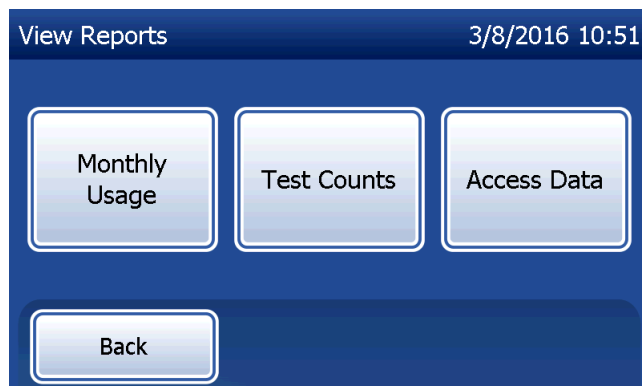 View Reports 3/8/2016 10:51
Monthly
Usage
Test Counts
Access Data
Back